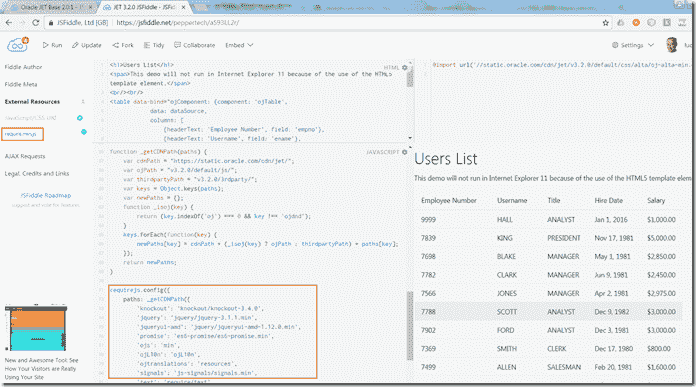 Oracle JET Base 2.0.1 - J
JET 3.2.0 - JSFiddle - JSFi
JSFiddle, Ltd [GB] https://jsfiddle.net/peppertech/a593LL2r/
Run
Update
Fork
Tidy
Collaborate
Embed
Settings
Fiddle Author
Fiddle Meta
External Resources
require.min.js
AJAX Requests
Legal, Credits and Links
JSFiddle Roadmap
suggest and vote for features
New and Awesome Tool: See
How Your Visitors are Really
Using Your Site
HTML
<h1>Users List</h1>
<span>This demo will not run in Internet Explorer 11 because of the use of the HTML5
template element.</span>
<br/><br/>
<table data-bind="ojComponent: {component: 'ojTable',
data: dataSource,
columns: [
{headerText: 'Employee Number', field: 'empno'},
{headerText: 'Username', field: 'ename'},
JAVASCRIPT
function _getCDNPath(paths) {
var cdnPath = "https://static.oracle.com/cdn/jet/";
var ojPath = "v3.2.0/default/js/";
var thirdpartyPath = "v3.2.0/3rdparty/";
var keys = Object.keys(paths);
var newPaths = {};
function _isoj(key) {
return (key.indexOf('oj') === 0 && key !== 'ojdnd');
}
keys.forEach(function(key) {
newPaths[key] = cdnPath + (_isoj(key) ? ojPath : thirdpartyPath) + paths[key];
});
return newPaths;
}
requirejs.config({
paths: _getCDNPath({
'knockout': 'knockout/knockout-3.4.0',
'jquery': 'jquery/jquery-3.1.1.min',
'jqueryui-amd': 'jquery/jqueryui-amd-1.12.0.min',
'promise': 'es6-promise/es6-promise.min',
'ojs': 'min',
'ojL10n': 'ojL10n',
'ojtranslations': 'resources',
'signals': 'js-signals/signals.min',
'text': 'require/text',
@import url('//static.oracle.com/cdn/jet/v3.2.0/default/css/alta/oj-alta-min.
Users List
This demo will not run in Internet Explorer 11 because of the use of the HTML5 template elem
Employee Number Username Title Hire Date Salary
9999 HALL ANALYST Jan 1, 2016 $1,000.00
7839 KING PRESIDENT Nov 17, 1981 $5,000.00
7698 BLAKE MANAGER May 1, 1981 $2,850.00
7782 CLARK MANAGER Jun 9, 1981 $2,450.00
7566 JONES MANAGER Apr 2, 1981 $2,975.00
7788 SCOTT ANALYST Dec 9, 1982 $3,000.00
7902 FORD ANALYST Dec 3, 1981 $3,000.00
7369 SMITH CLERK Dec 17, 1980 $800.00
7499 ALLEN SALESMAN Feb 20, 1981 $1,600.00